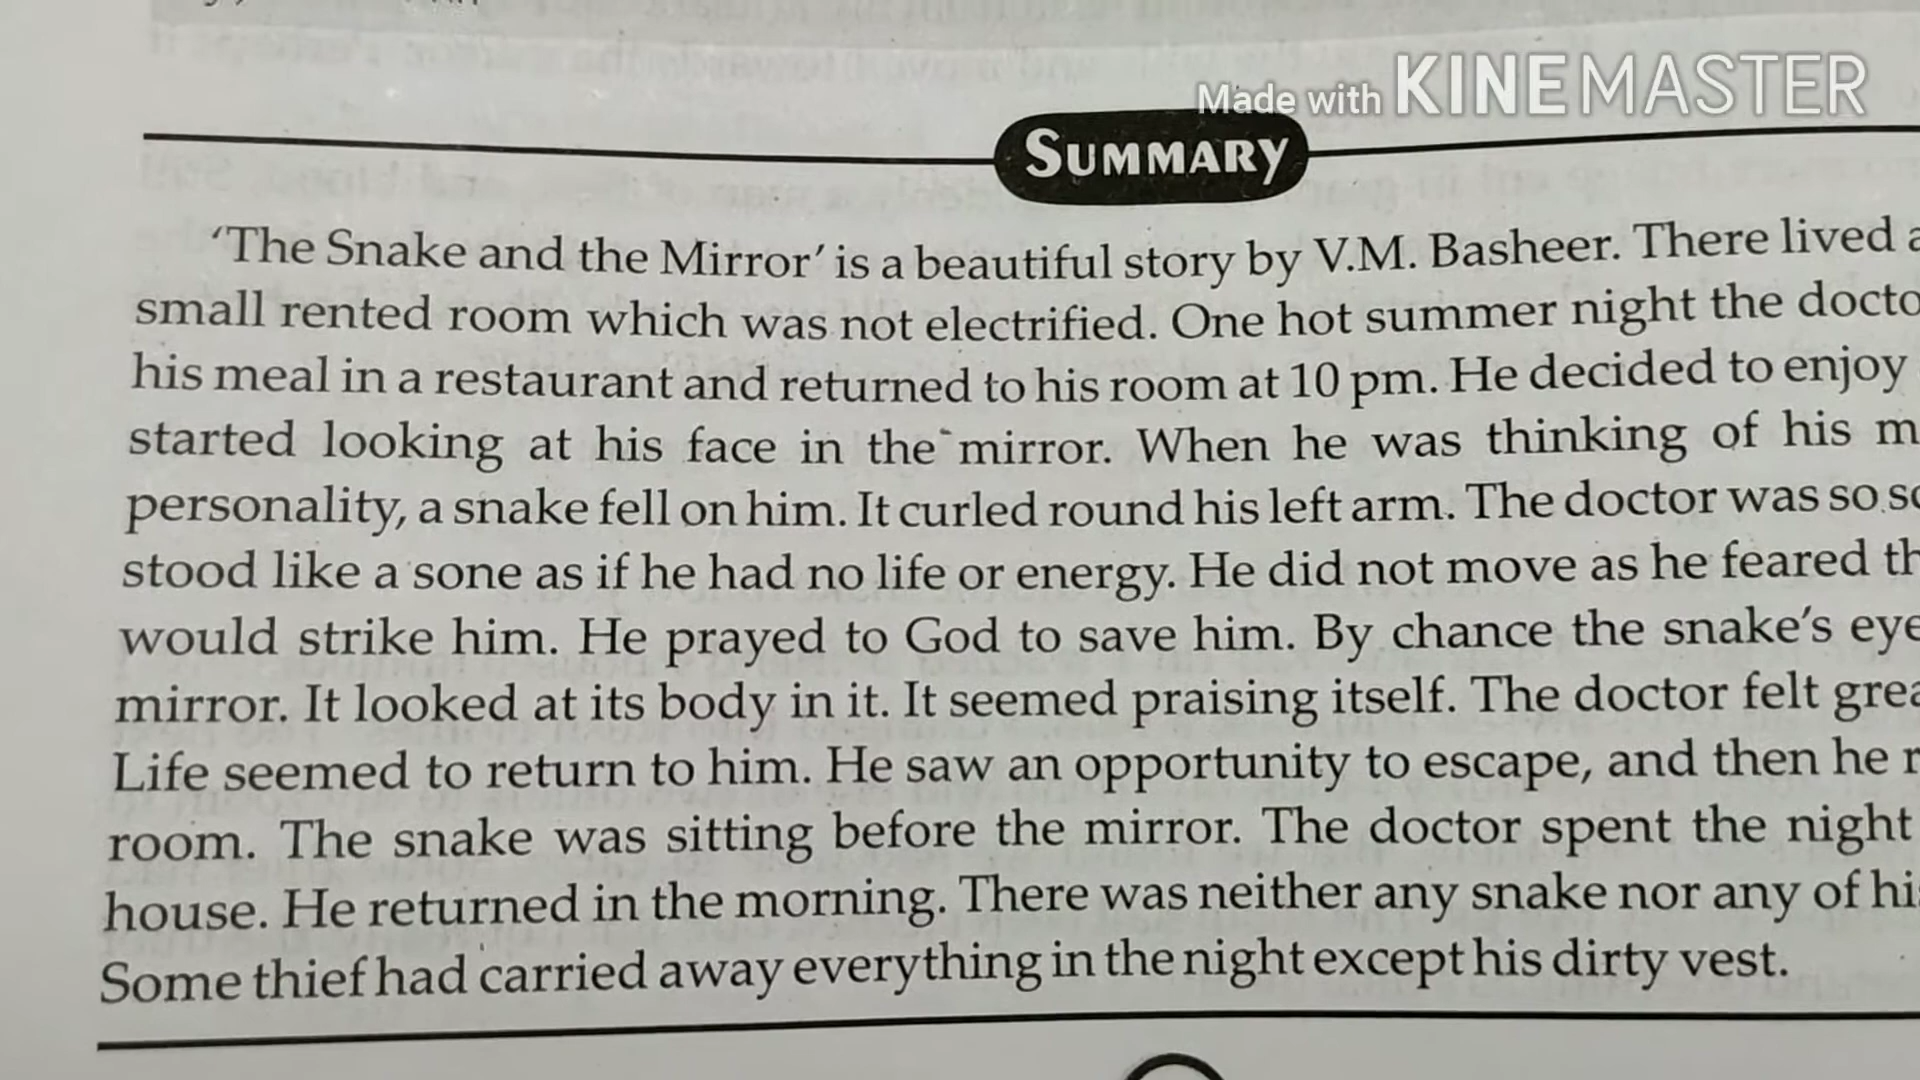 Made with KINEMASTER
SUMMARY
'The Snake and the Mirror' is a beautiful story by V.M. Basheer. There lived a
small rented room which was not electrified. One hot summer night the docto
his meal in a restaurant and returned to his room at 10 pm. He decided to enjoy
started looking at his face in the mirror. When he was thinking of his m
personality, a snake fell on him. It curled round his left arm. The doctor was so sc
stood like a sone as if he had no life or energy. He did not move as he feared th
would strike him. He prayed to God to save him. By chance the snake's eye
mirror. It looked at its body in it. It seemed praising itself. The doctor felt grea
Life seemed to return to him. He saw an opportunity to escape, and then he r
room. The snake was sitting before the mirror. The doctor spent the night
house. He returned in the morning. There was neither any snake nor any of his
Some thief had carried away everything in the night except his dirty vest.